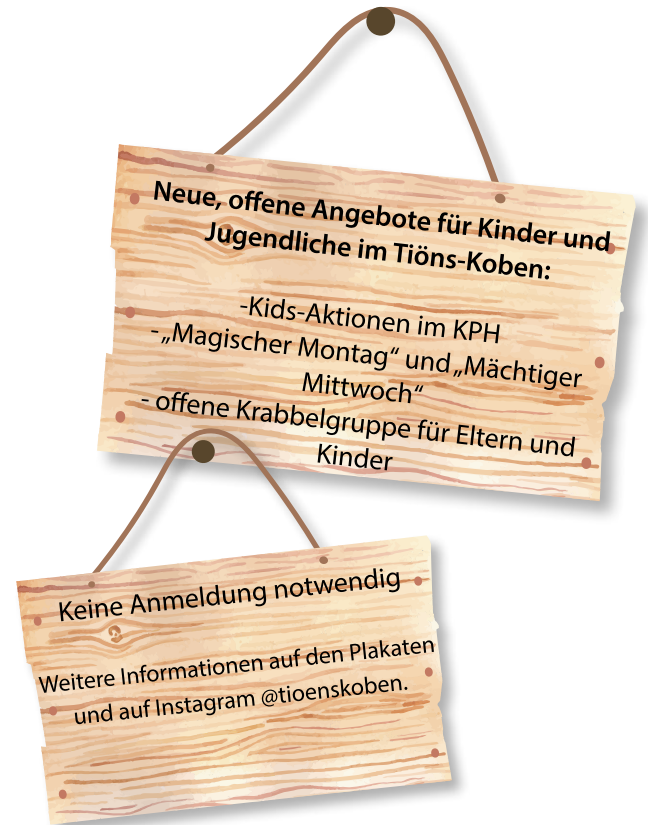 Neue, offene Angebote für Kinder und
Jugendliche im Tiöns-Koben:
-Kids-Aktionen im KPH
-„Magischer Montag“ und „Mächtiger
Mittwoch“
- offene Krabbelgruppe für Eltern und
Kinder
Keine Anmeldung notwendig
Weitere Informationen auf den Plakaten
und auf Instagram @tioenskoben.